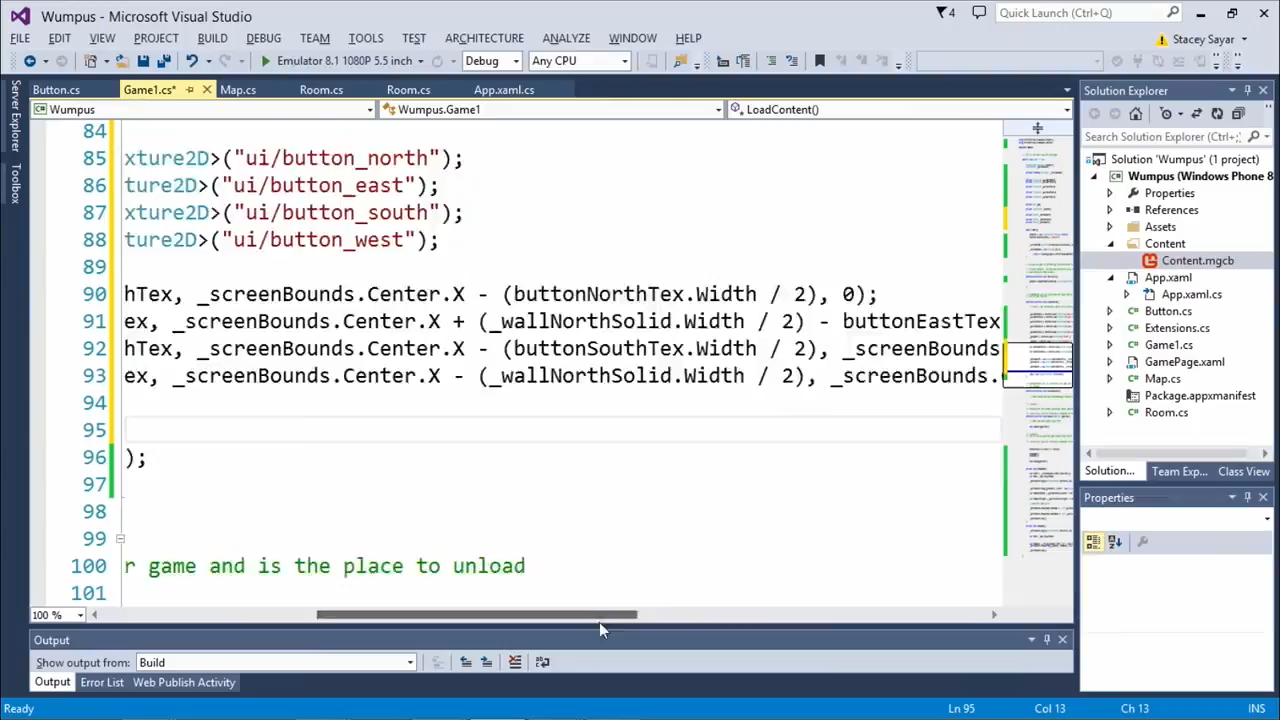 Wumpus - Microsoft Visual Studio
4
Quick Launch (Ctrl+Q)
FILE EDIT VIEW PROJECT BUILD DEBUG TEAM TOOLS TEST ARCHITECTURE ANALYZE WINDOW HELP
Stacey Sayar
Emulator 8.1 1080P 5.5 inch Debug Any CPU
Server Explorer
Toolbox
Button.cs Game1.cs* Map.cs Room.cs Room.cs App.xaml.cs
Wumpus Wumpus.Game1 LoadContent()
84
85 xture2D>("ui/button_north");
86 ture2D>("ui/button_east");
87 xture2D>("ui/button_south");
88 ture2D>("ui/button_east");
89
90 hTex, _screenBounds.Center.X - (buttonNorthTex.Width / 2), 0);
91 ex, _screenBounds.Center.X + (_wallNorthSolid.Width / 2) - buttonEastTex
92 hTex, _screenBounds.Center.X - (buttonSouthTex.Width / 2), _screenBounds
93 ex, _screenBounds.Center.X - (_wallNorthSolid.Width / 2), _screenBounds.
94
96 );
97
98
99
100 r game and is the place to unload
101
100 %
Solution Explorer
Search Solution Explorer (Ctrl+;)
Solution 'Wumpus' (1 project)
Wumpus (Windows Phone 8
Properties
References
Assets
Content
Content.mgcb
App.xaml
App.xaml.cs
Button.cs
Extensions.cs
Game1.cs
Map.cs
Package.appxmanifest
Room.cs
Solution... Team Exp... Class View
Properties
Output
Show output from: Build
Output Error List Web Publish Activity
Ready Ln 95 Col 13 Ch 13 INS